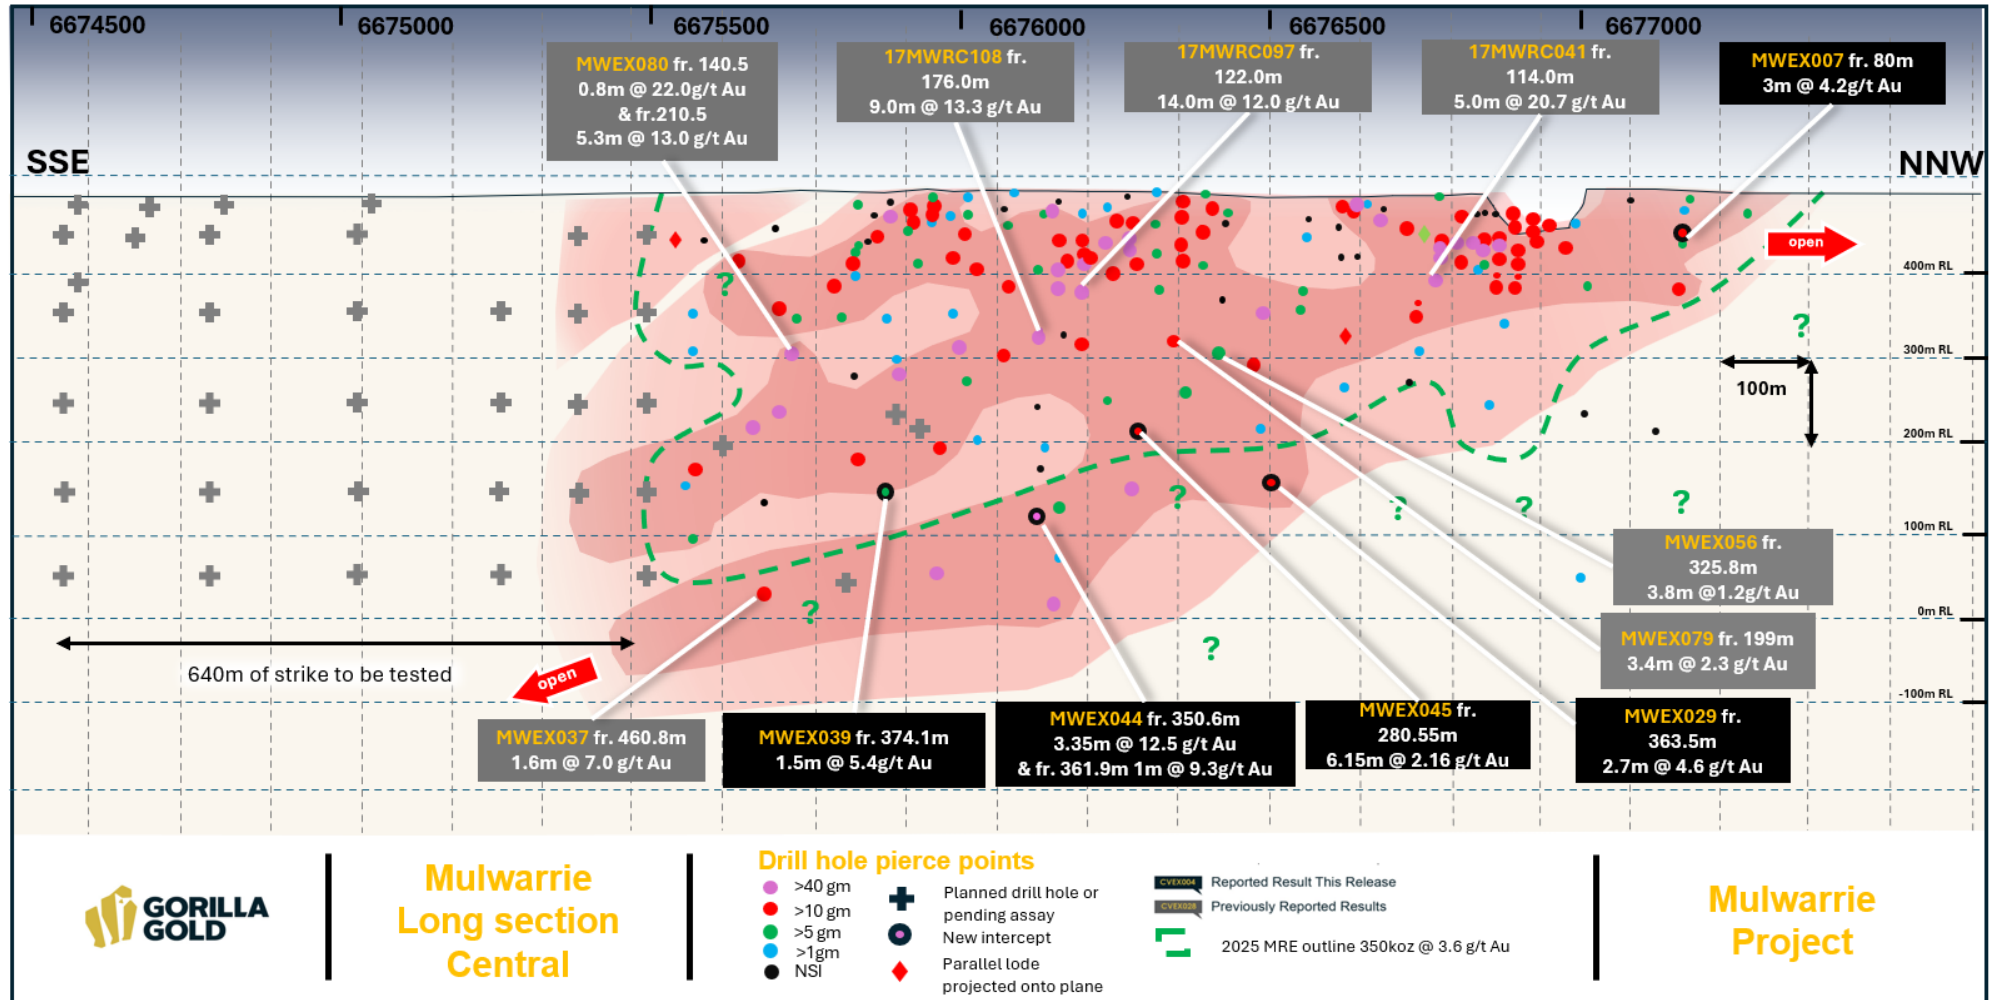 6674500
6675000
6675500
6676000
6676500
6677000
MWEX080 fr. 140.5
0.8m @ 22.0g/t Au
& fr.210.5
5.3m @ 13.0 g/t Au
17MWRC108 fr.
176.0m
9.0m @ 13.3 g/t Au
17MWRC097 fr.
122.0m
14.0m @ 12.0 g/t Au
17MWRC041 fr.
114.0m
5.0m @ 20.7 g/t Au
MWEX007 fr. 80m
3m @ 4.2g/t Au
SSE
NNW
open
400m RL
?
?
300m RL
100m
200m RL
?
?
?
?
100m RL
MWEX056 fr.
325.8m
3.8m @1.2g/t Au
?
0m RL
MWEX079 fr. 199m
3.4m @ 2.3 g/t Au
?
640m of strike to be tested
open
-100m RL
MWEX037 fr. 460.8m
1.6m @ 7.0 g/t Au
MWEX039 fr. 374.1m
1.5m @ 5.4g/t Au
MWEX044 fr. 350.6m
3.35m @ 12.5 g/t Au
& fr. 361.9m 1m @ 9.3g/t Au
MWEX045 fr.
280.55m
6.15m @ 2.16 g/t Au
MWEX029 fr.
363.5m
2.7m @ 4.6 g/t Au
GORILLA
GOLD
Mulwarrie
Long section
Central
Drill hole pierce points
>40 gm
>10 gm
>5 gm
>1gm
NSI
Planned drill hole or
pending assay
New intercept
Parallel lode
projected onto plane
CVEX004
Reported Result This Release
CVEX028
Previously Reported Results
2025 MRE outline 350koz @ 3.6 g/t Au
Mulwarrie
Project